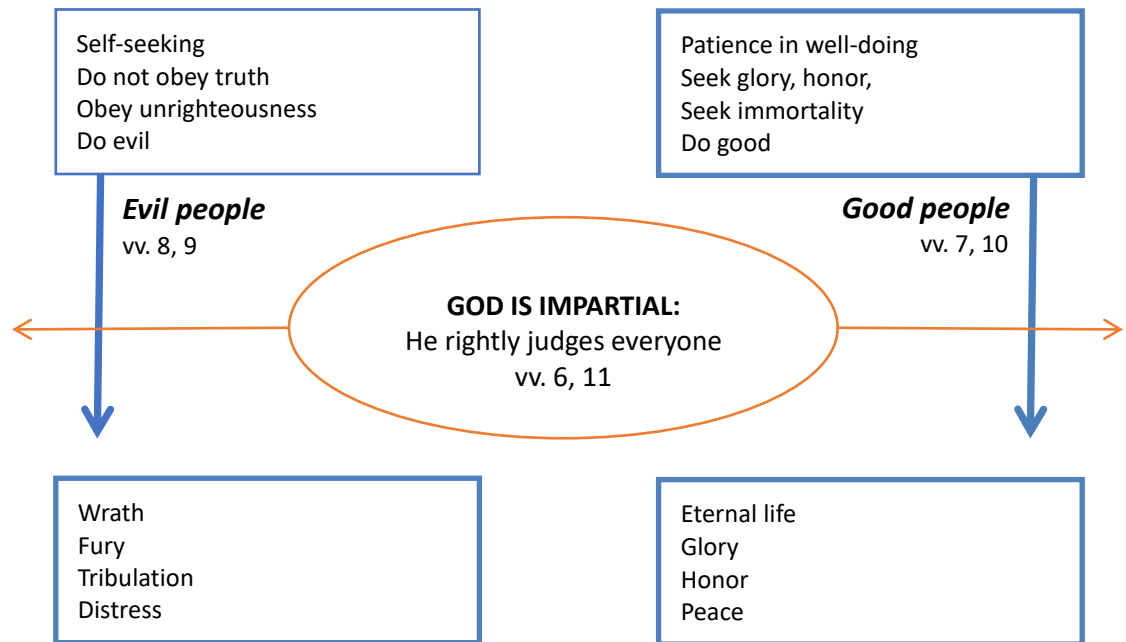 Self-seeking
Do not obey truth
Obey unrighteousness
Do evil
Patience in well-doing
Seek glory, honor,
Seek immortality
Do good
Evil people
vv. 8, 9
Good people
vv. 7, 10
GOD IS IMPARTIAL:
He rightly judges everyone
vv. 6, 11
Wrath
Fury
Tribulation
Distress
Eternal life
Glory
Honor
Peace